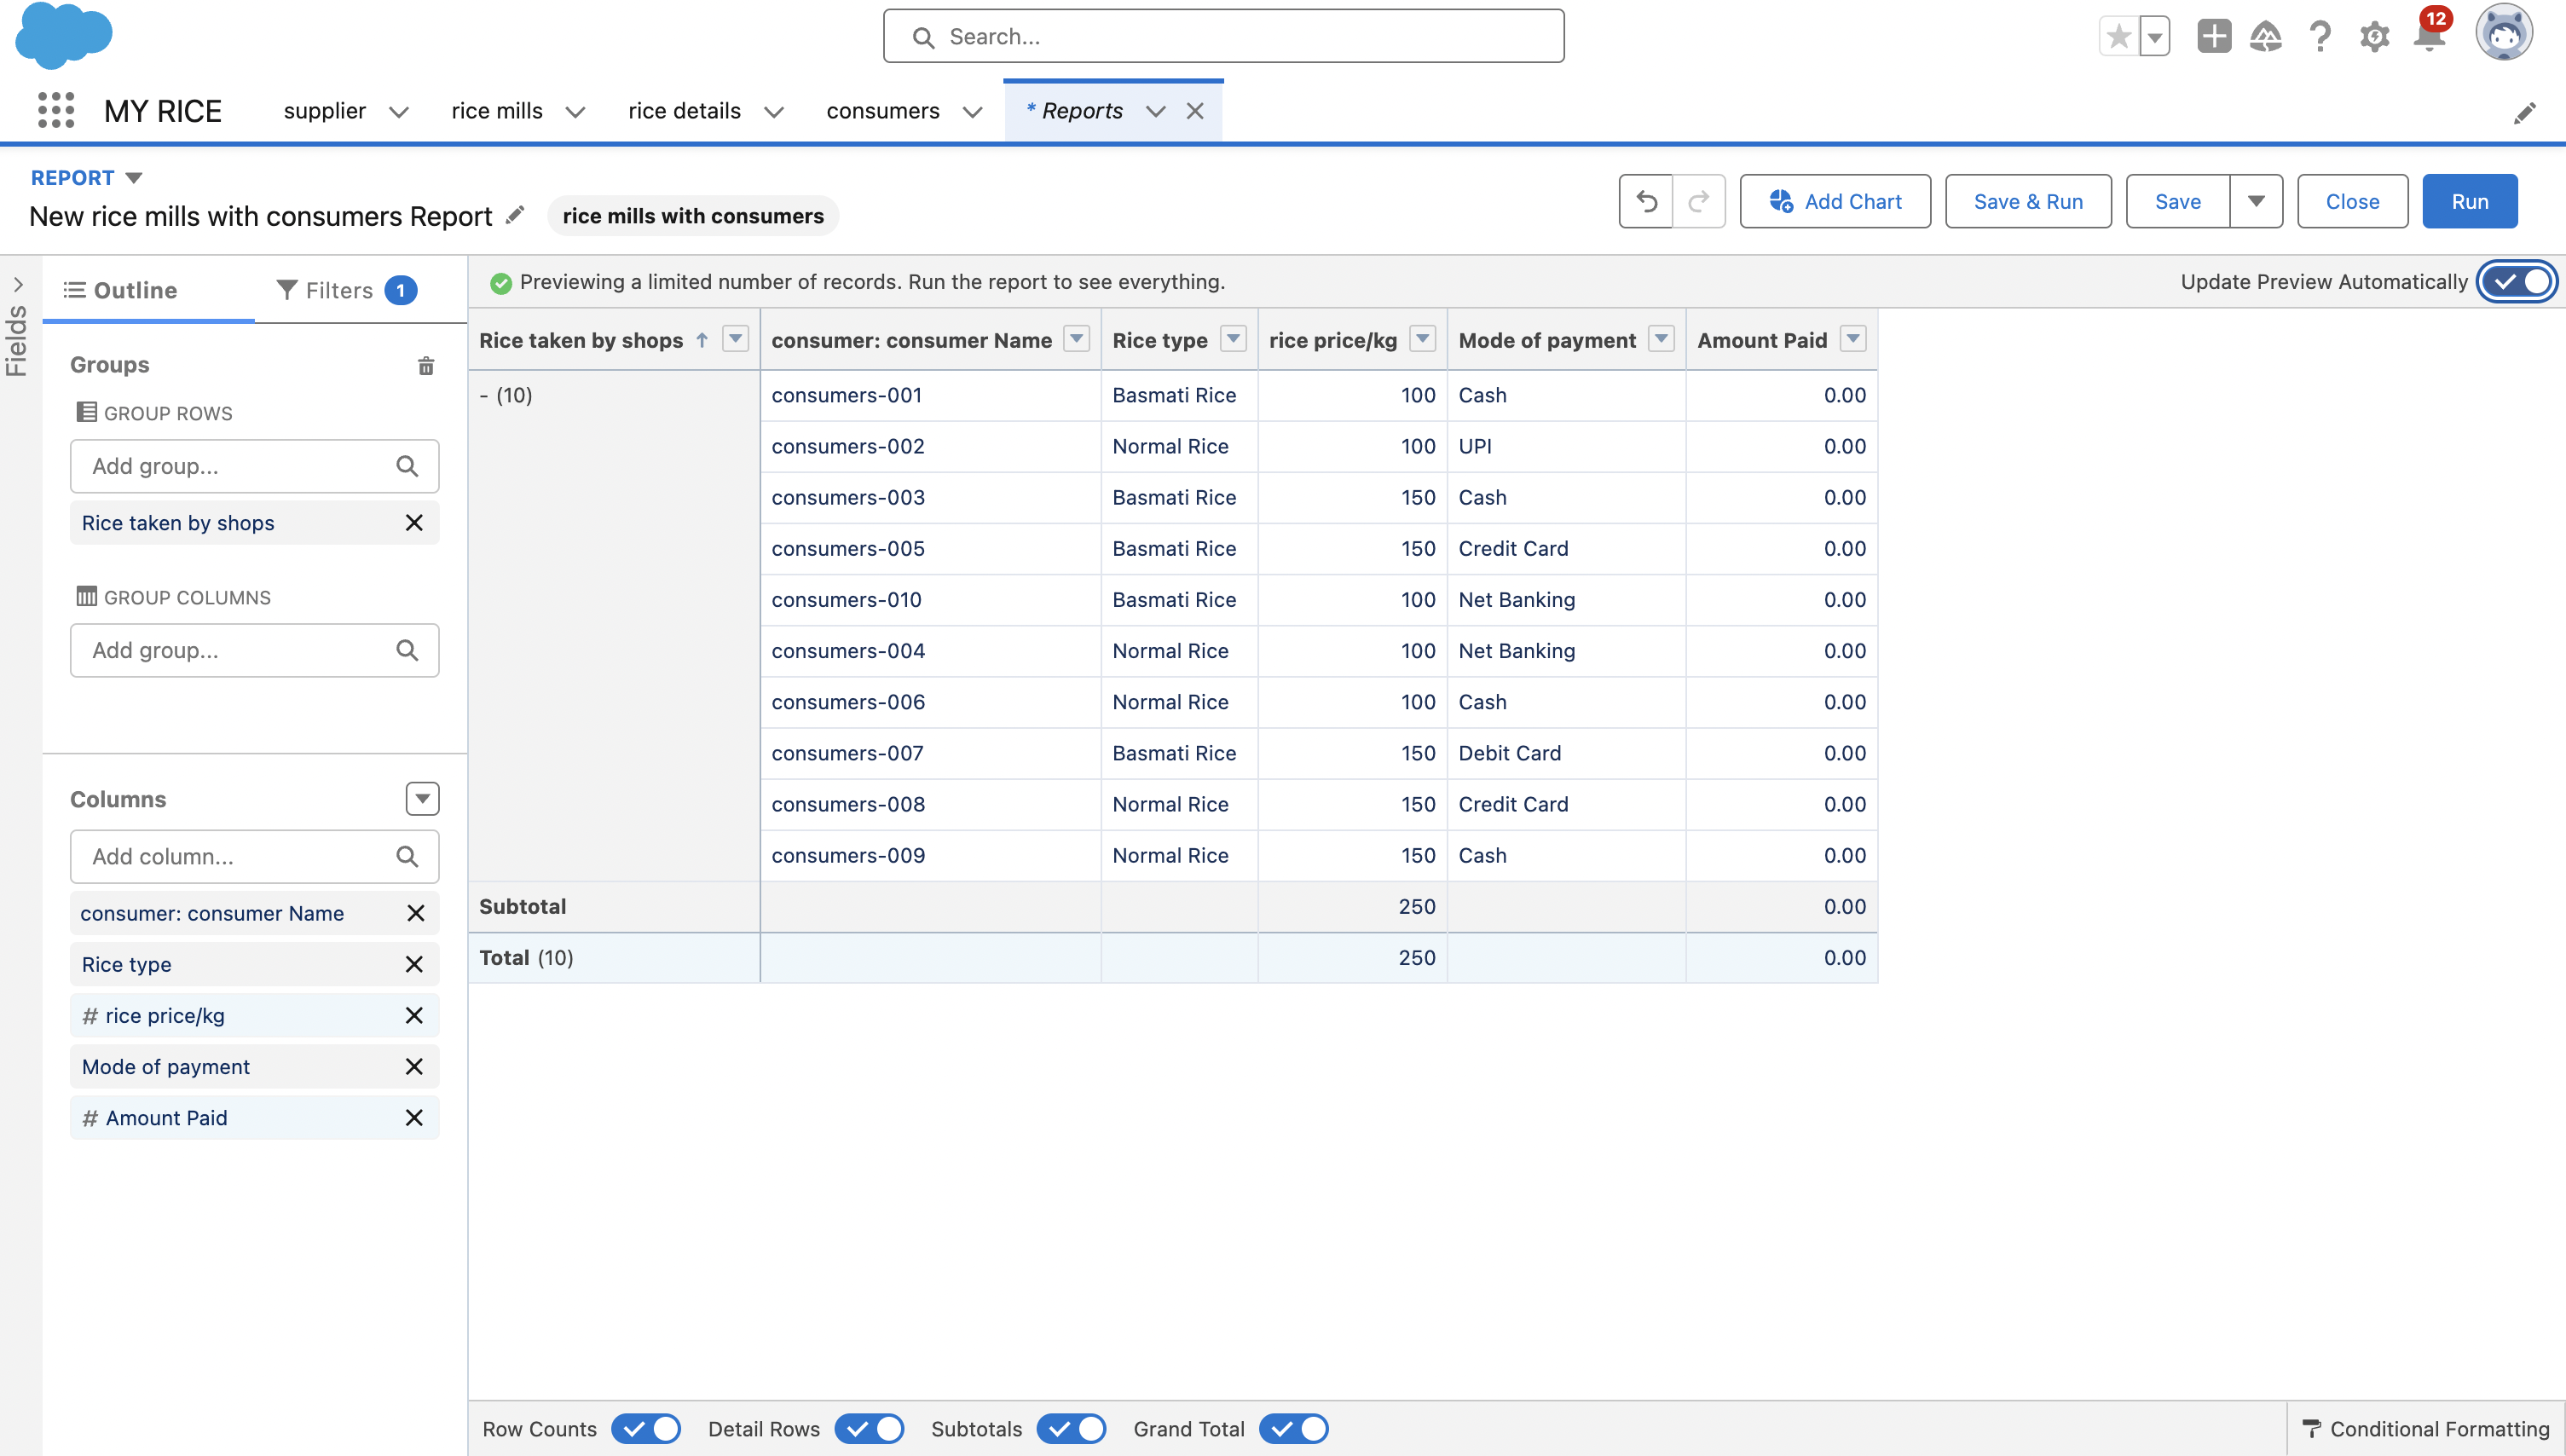 Search...
12
MY RICE
supplier
rice mills
rice details
consumers
* Reports
REPORT
New rice mills with consumers Report
rice mills with consumers
Add Chart
Save & Run
Save
Close
Run
Fields
Outline
Filters 1
Previewing a limited number of records. Run the report to see everything.
Update Preview Automatically
Groups
GROUP ROWS
Add group...
Rice taken by shops
GROUP COLUMNS
Add group...
Columns
Add column...
consumer: consumer Name
Rice type
# rice price/kg
Mode of payment
# Amount Paid
Rice taken by shops ↑ consumer: consumer Name Rice type rice price/kg Mode of payment Amount Paid
- (10) consumers-001 Basmati Rice 100 Cash 0.00
consumers-002 Normal Rice 100 UPI 0.00
consumers-003 Basmati Rice 150 Cash 0.00
consumers-005 Basmati Rice 150 Credit Card 0.00
consumers-010 Basmati Rice 100 Net Banking 0.00
consumers-004 Normal Rice 100 Net Banking 0.00
consumers-006 Normal Rice 100 Cash 0.00
consumers-007 Basmati Rice 150 Debit Card 0.00
consumers-008 Normal Rice 150 Credit Card 0.00
consumers-009 Normal Rice 150 Cash 0.00
Subtotal 250 0.00
Total (10) 250 0.00
Row Counts
Detail Rows
Subtotals
Grand Total
Conditional Formatting